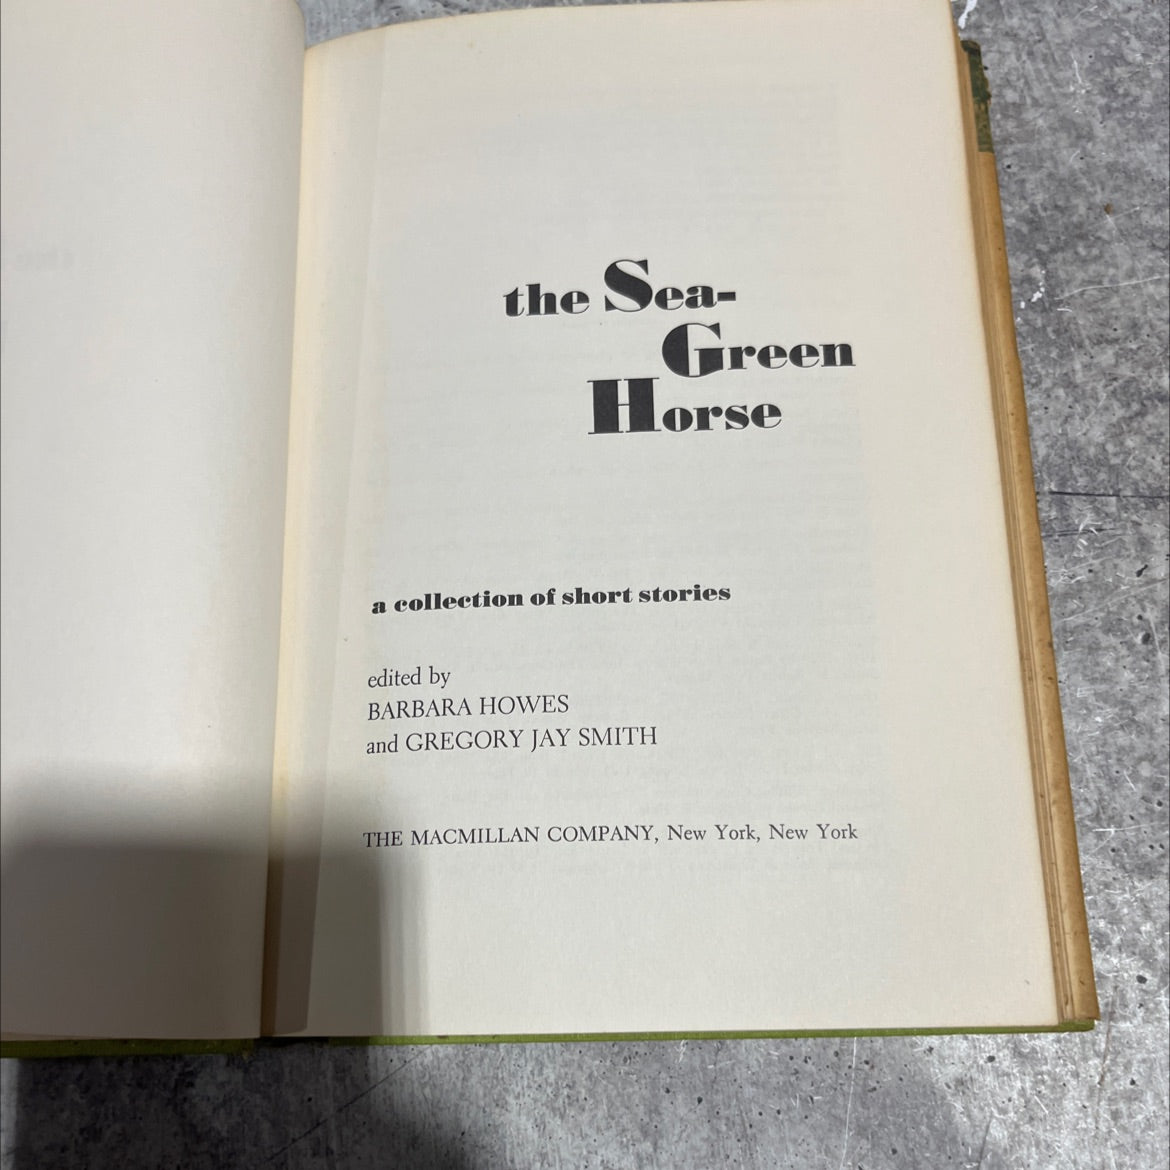 the Sea-
Green
Horse
a collection of short stories
edited by
BARBARA HOWES
and GREGORY JAY SMITH
THE MACMILLAN COMPANY, New York, New York